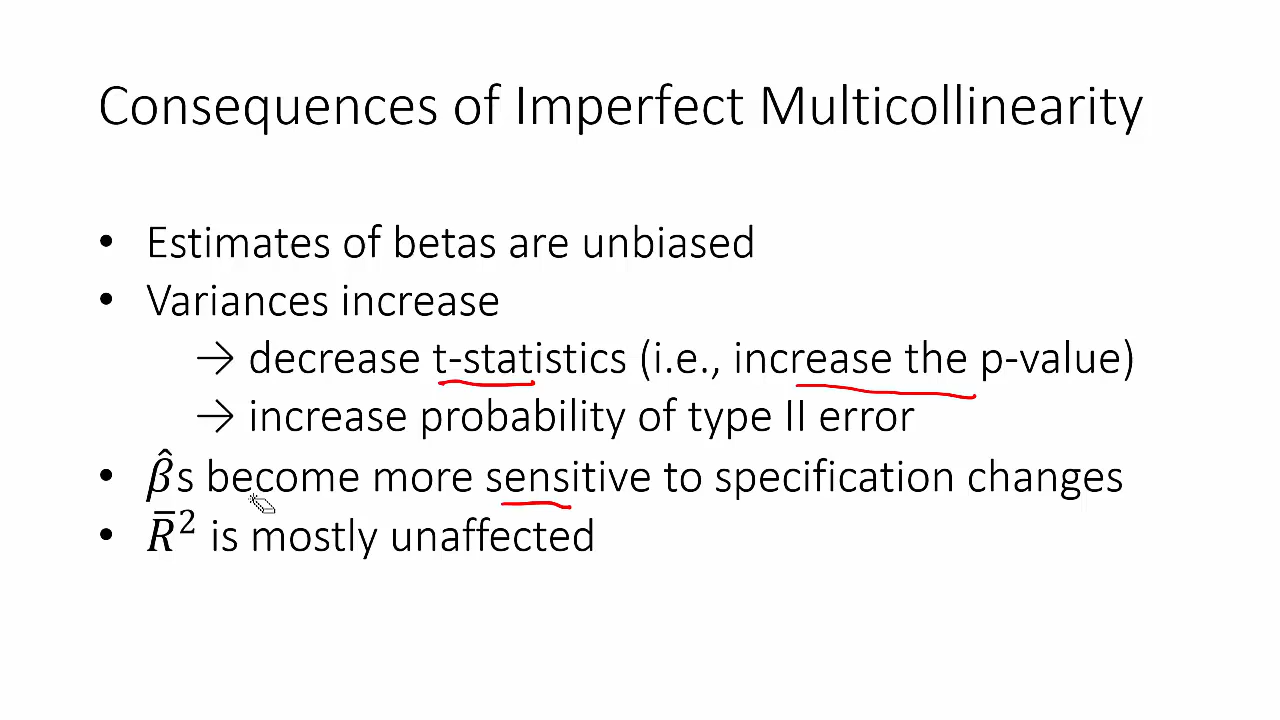 Consequences of Imperfect Multicollinearity
• Estimates of betas are unbiased
• Variances increase
→ decrease t-statistics (i.e., increase the p-value)
→ increase probability of type II error
• β̂s become more sensitive to specification changes
• R̅² is mostly unaffected